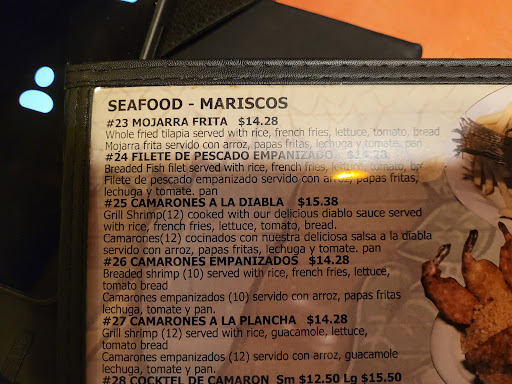 SEAFOOD - MARISCOS
#23 MOJARRA FRITA $14.28
Whole fried tilapia served with rice, french fries, lettuce, tomato, bread
Mojarra frita servido con arroz, papas fritas, lechuga y tomate. pan
#24 FILETE DE PESCADO EMPANIZADO $14.28
Breaded Fish filet served with rice, french fries, tomato,
Filete de pescado empanizado servido con arroz, papas fritas,
lechuga y tomate. pan
#25 CAMARONES A LA DIABLA $15.38
Grill Shrimp(12) cooked with our delicious diablo sauce served
with rice, french fries, lettuce, tomato, bread.
Camarones(12) cocinados con nuestra deliciosa salsa a la diabla
servido con arroz, papas fritas, lechuga y tomate. pan
#26 CAMARONES EMPANIZADOS $14.28
Breaded shrimp (10) served with rice, french fries, lettuce,
tomato bread
Camarones empanizados (10) servido con arroz, papas fritas
lechuga, tomate y pan.
#27 CAMARONES A LA PLANCHA $14.28
Grill shrimp (12) served with rice, guacamole, lettuce,
tomato bread
Camarones empanizados (12) servido con arroz, guacamole
lechuga, tomate y pan.
#28 COCKTEL DE CAMARON Sm $12.50 Lg $15.50